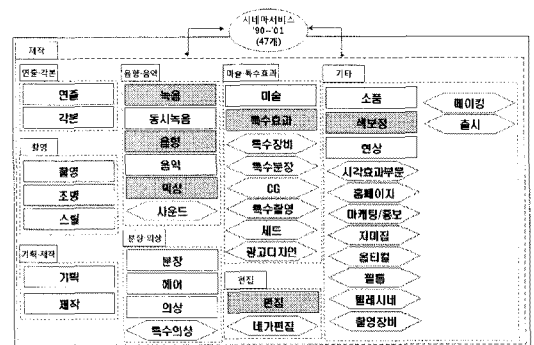 시네마서비스
'90~'01
(47개)
제작
연출·각본
연출
각본
촬영
촬영
조명
스틸
기획·제작
기획
제작
음향·음악
녹음
동시녹음
음향
음악
믹싱
사운드
분장·의상
분장
헤어
의상
특수의상
미술·특수효과
미술
특수효과
특수장비
특수분장
CG
특수촬영
세트
광고디자인
편집
편집
네가편집
기타
소품
색보정
현상
시각효과부문
홈페이지
마케팅/홍보
자미집
옵티컬
필름
텔레시네
촬영장비
메이킹
출시